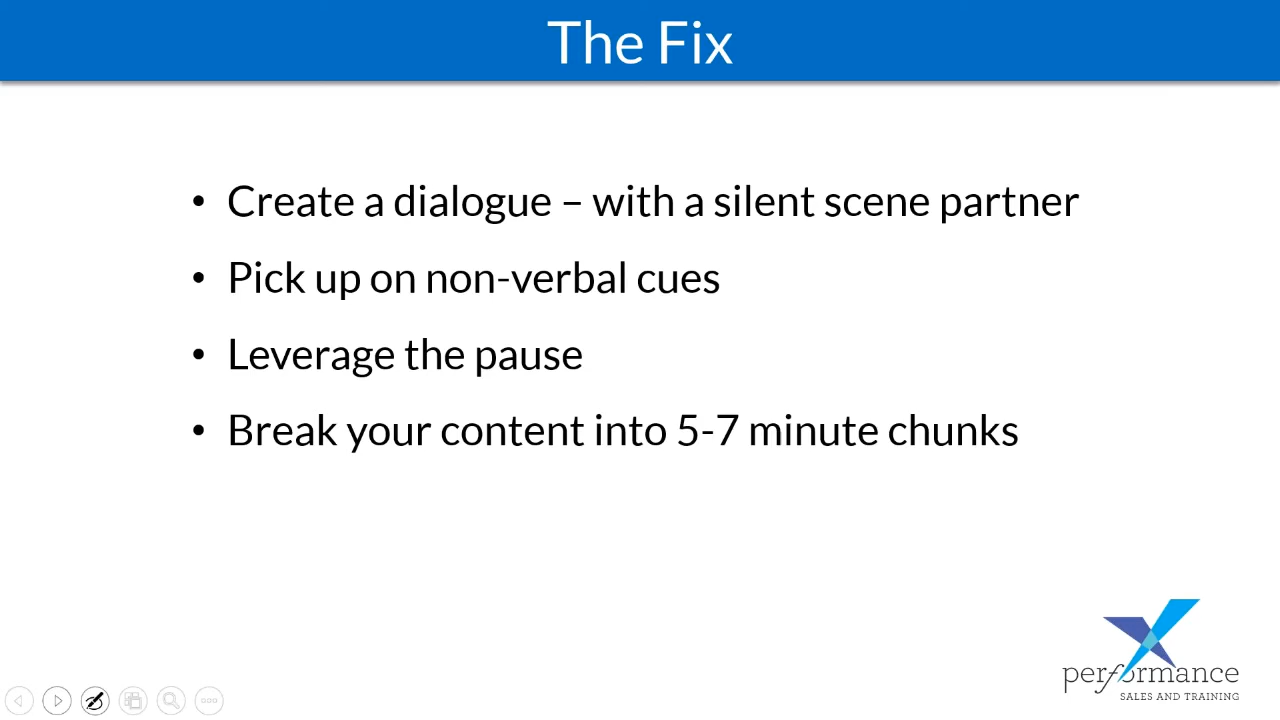 The Fix
• Create a dialogue – with a silent scene partner
• Pick up on non-verbal cues
• Leverage the pause
• Break your content into 5-7 minute chunks
performance
SALES AND TRAINING